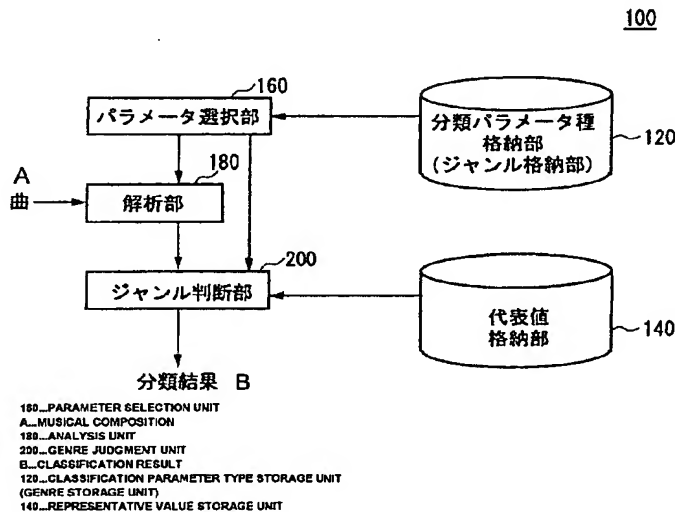 100
160
パラメータ選択部
分類パラメータ種
格納部
(ジャンル格納部)
120
180
A
曲
解析部
200
ジャンル判断部
代表値
格納部
140
分類結果 B
160...PARAMETER SELECTION UNIT
A...MUSICAL COMPOSITION
180...ANALYSIS UNIT
200...GENRE JUDGMENT UNIT
B...CLASSIFICATION RESULT
120...CLASSIFICATION PARAMETER TYPE STORAGE UNIT
(GENRE STORAGE UNIT)
140...REPRESENTATIVE VALUE STORAGE UNIT